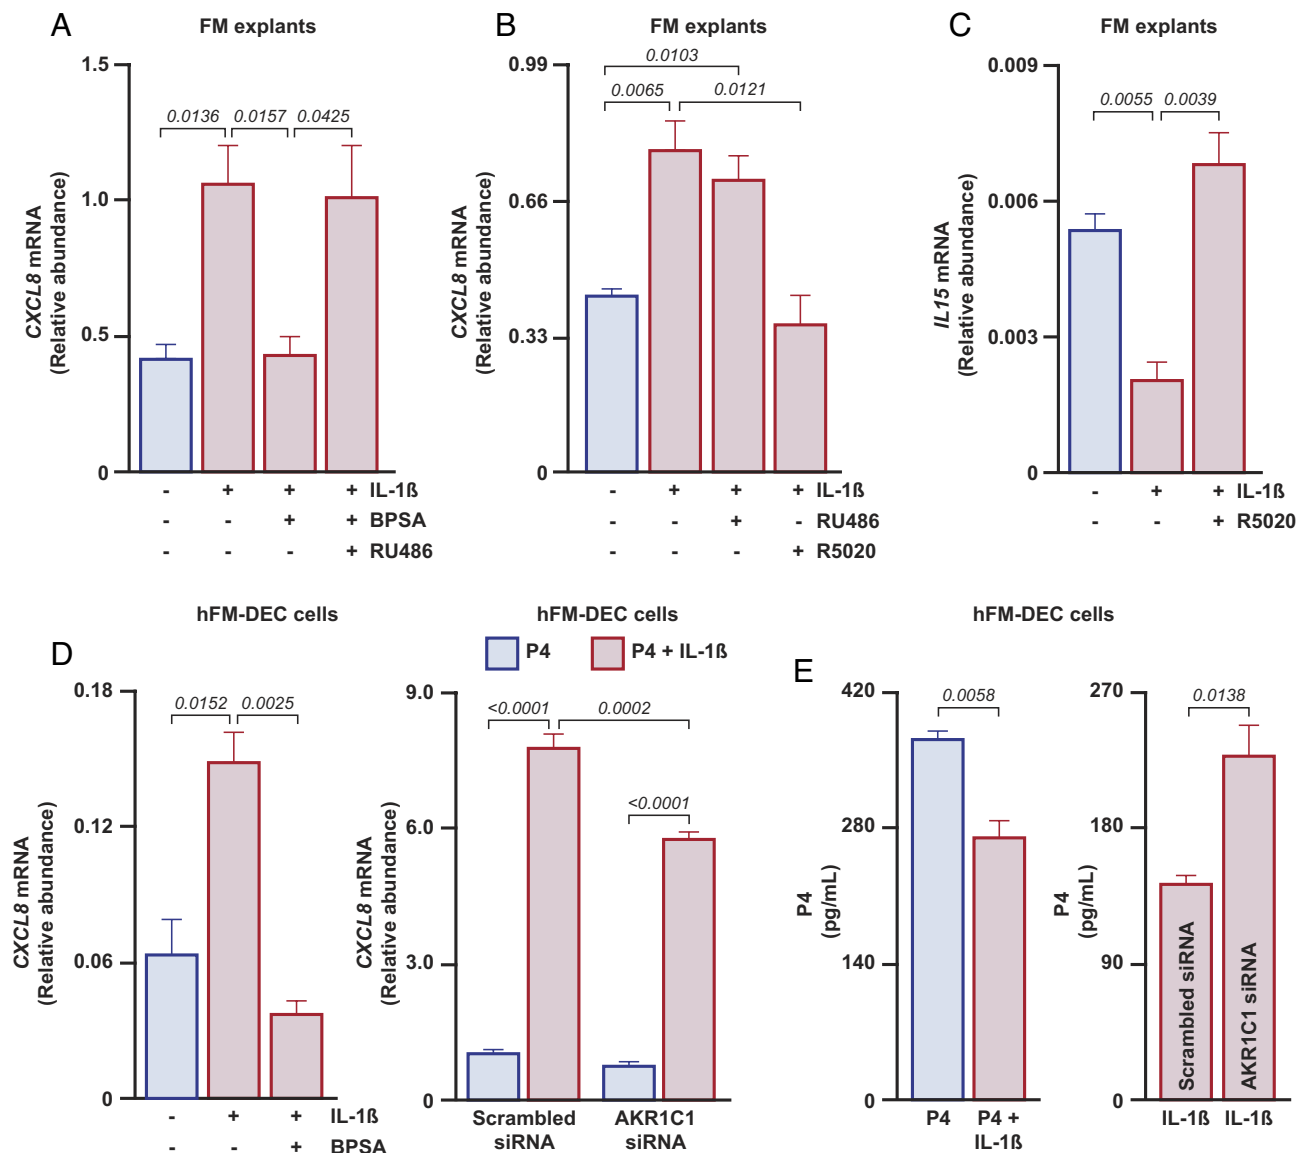 A
FM explants
1.5
1.0
0.5
0
CXCL8 mRNA
(Relative abundance)
0.0136
0.0157
0.0425
- + + + IL-1ß
- - + + BPSA
- - - + RU486
B
FM explants
0.99
0.66
0.33
0
CXCL8 mRNA
(Relative abundance)
0.0103
0.0065
0.0121
- + + + IL-1ß
- - + - RU486
- - - + R5020
C
FM explants
0.009
0.006
0.003
0
IL15 mRNA
(Relative abundance)
0.0055
0.0039
- + + IL-1ß
- - + R5020
D
hFM-DEC cells
0.18
0.12
0.06
0
CXCL8 mRNA
(Relative abundance)
0.0152
0.0025
- + + IL-1ß
- - + BPSA
hFM-DEC cells
P4
P4 + IL-1ß
9.0
6.0
3.0
0
CXCL8 mRNA
(Relative abundance)
<0.0001
0.0002
<0.0001
Scrambled
siRNA
AKR1C1
siRNA
E
hFM-DEC cells
420
280
140
0
P4
(pg/mL)
0.0058
P4
P4 +
IL-1ß
270
180
90
0
P4
(pg/mL)
0.0138
Scrambled siRNA
AKR1C1 siRNA
IL-1ß
IL-1ß